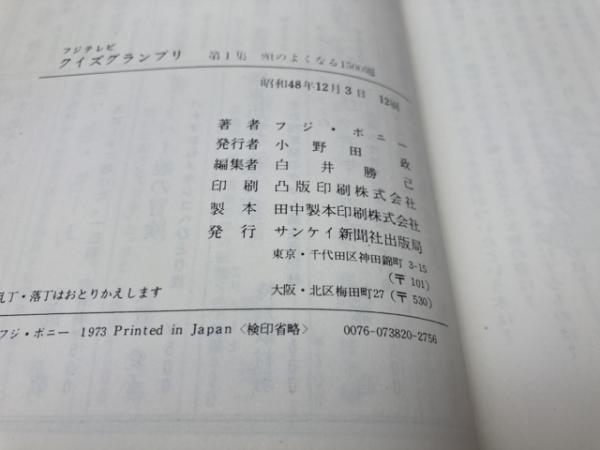 フジテレビ
クイズグランプリ 第1集 頭のよくなる1500題
昭和48年12月3日 12刷
著者 フジ・ポニー
発行者 小野田政
編集者 白井勝己
印刷 凸版印刷株式会社
製本 田中製本印刷株式会社
発行 サンケイ新聞社出版局
東京・千代田区神田錦町3-15
(〒101)
大阪・北区梅田町27(〒530)
乱丁・落丁はおとりかえします
フジ・ポニー 1973 Printed in Japan〈検印省略〉 0076-073820-2756